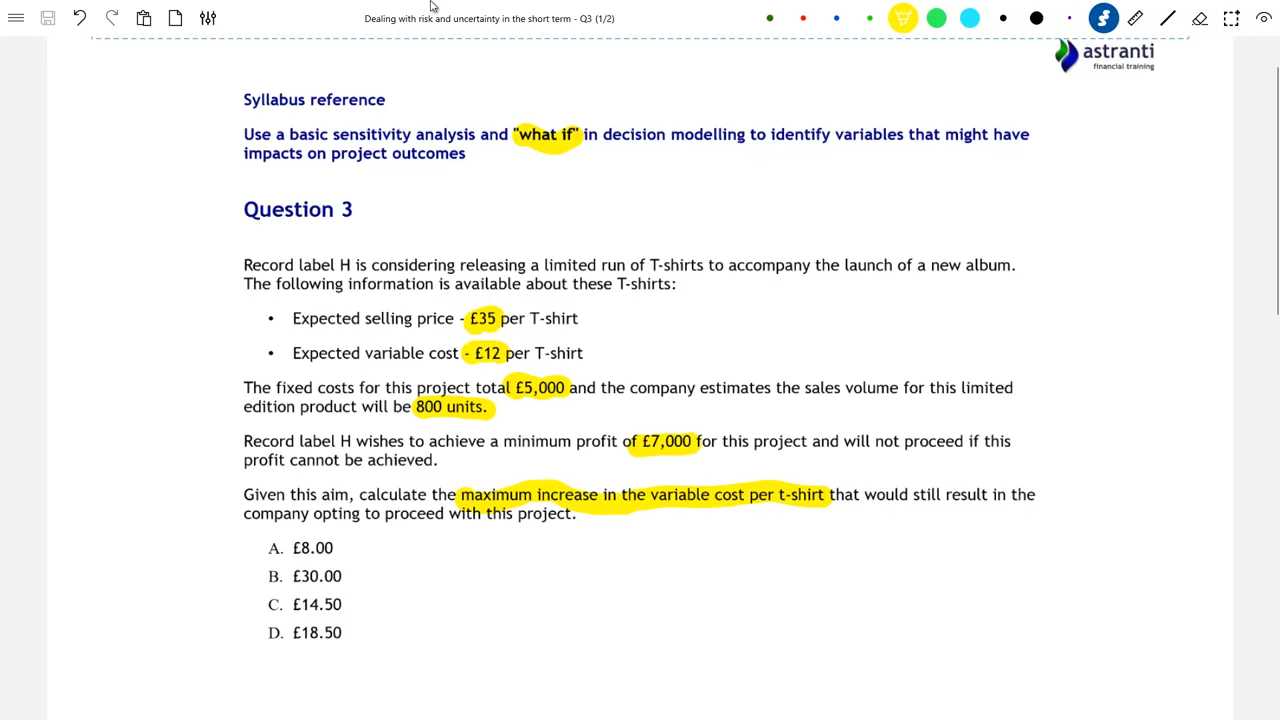 Dealing with risk and uncertainty in the short term - Q3 (1/2)
astranti
financial training
Syllabus reference
Use a basic sensitivity analysis and "what if" in decision modelling to identify variables that might have
impacts on project outcomes
Question 3
Record label H is considering releasing a limited run of T-shirts to accompany the launch of a new album.
The following information is available about these T-shirts:
• Expected selling price - £35 per T-shirt
• Expected variable cost - £12 per T-shirt
The fixed costs for this project total £5,000 and the company estimates the sales volume for this limited
edition product will be 800 units.
Record label H wishes to achieve a minimum profit of £7,000 for this project and will not proceed if this
profit cannot be achieved.
Given this aim, calculate the maximum increase in the variable cost per t-shirt that would still result in the
company opting to proceed with this project.
A. £8.00
B. £30.00
C. £14.50
D. £18.50